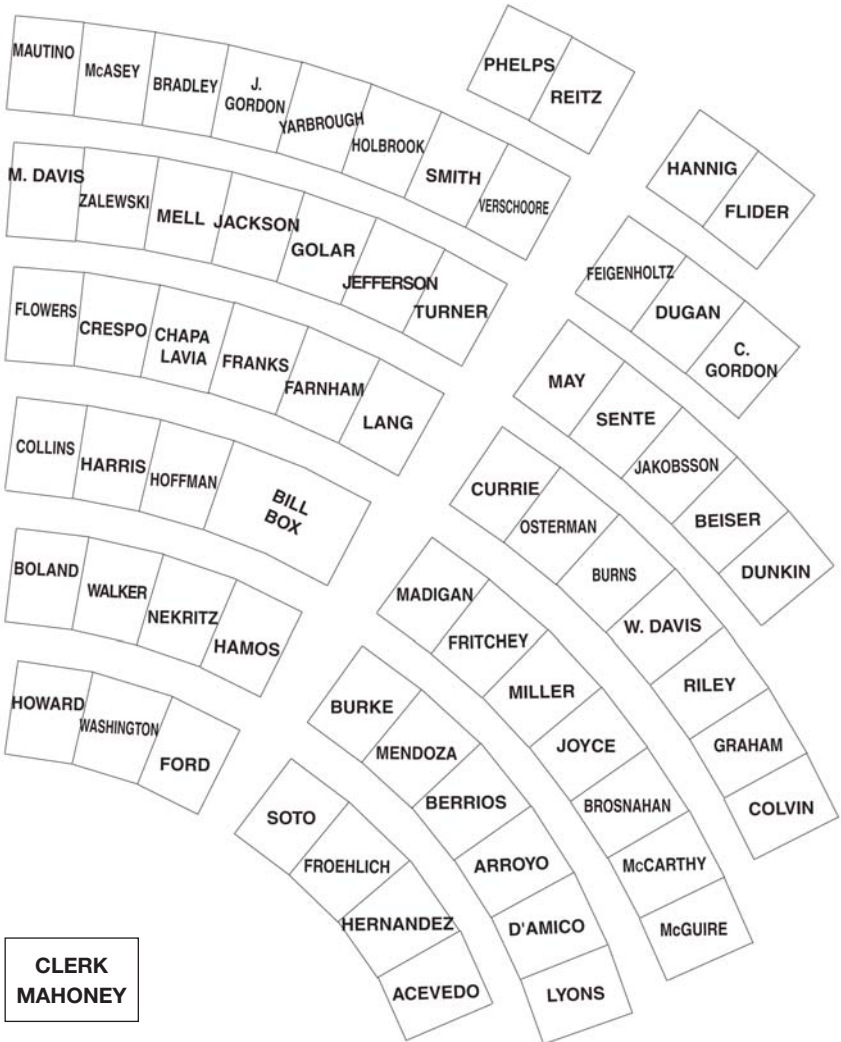 MAUTINO
McASEY
BRADLEY
J.
GORDON
YARBROUGH
HOLBROOK
SMITH
VERSCHOORE
PHELPS
REITZ
HANNIG
FLIDER
M. DAVIS
ZALEWSKI
MELL
JACKSON
GOLAR
JEFFERSON
TURNER
FEIGENHOLTZ
DUGAN
C.
GORDON
FLOWERS
CRESPO
CHAPA
LAVIA
FRANKS
FARNHAM
LANG
MAY
SENTE
JAKOBSSON
BEISER
DUNKIN
COLLINS
HARRIS
HOFFMAN
BILL
BOX
CURRIE
OSTERMAN
BURNS
W. DAVIS
RILEY
GRAHAM
COLVIN
BOLAND
WALKER
NEKRITZ
HAMOS
MADIGAN
FRITCHEY
MILLER
JOYCE
BROSNAHAN
McCARTHY
McGUIRE
HOWARD
WASHINGTON
FORD
BURKE
MENDOZA
BERRIOS
ARROYO
D'AMICO
LYONS
SOTO
FROEHLICH
HERNANDEZ
ACEVEDO
CLERK
MAHONEY